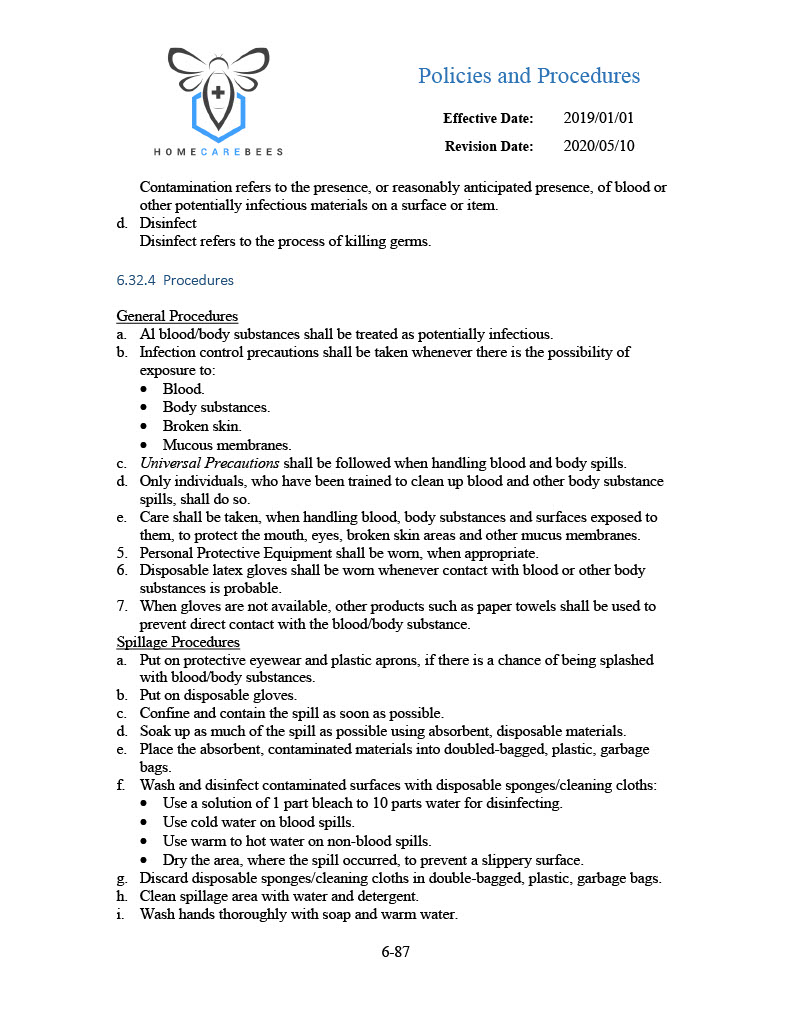 Policies and Procedures
Effective Date: 2019/01/01
HOMECAREBEES
Revision Date: 2020/05/10
Contamination refers to the presence, or reasonably anticipated presence, of blood or
other potentially infectious materials on a surface or item.
d. Disinfect
Disinfect refers to the process of killing germs.
6.32.4 Procedures
General Procedures
a. Al blood/body substances shall be treated as potentially infectious.
b. Infection control precautions shall be taken whenever there is the possibility of
exposure to:
• Blood.
• Body substances.
• Broken skin.
• Mucous membranes.
c. Universal Precautions shall be followed when handling blood and body spills.
d. Only individuals, who have been trained to clean up blood and other body substance
spills, shall do so.
e. Care shall be taken, when handling blood, body substances and surfaces exposed to
them, to protect the mouth, eyes, broken skin areas and other mucus membranes.
5. Personal Protective Equipment shall be worn, when appropriate.
6. Disposable latex gloves shall be worn whenever contact with blood or other body
substances is probable.
7. When gloves are not available, other products such as paper towels shall be used to
prevent direct contact with the blood/body substance.
Spillage Procedures
a. Put on protective eyewear and plastic aprons, if there is a chance of being splashed
with blood/body substances.
b. Put on disposable gloves.
c. Confine and contain the spill as soon as possible.
d. Soak up as much of the spill as possible using absorbent, disposable materials.
e. Place the absorbent, contaminated materials into doubled-bagged, plastic, garbage
bags.
f. Wash and disinfect contaminated surfaces with disposable sponges/cleaning cloths:
• Use a solution of 1 part bleach to 10 parts water for disinfecting.
• Use cold water on blood spills.
• Use warm to hot water on non-blood spills.
• Dry the area, where the spill occurred, to prevent a slippery surface.
g. Discard disposable sponges/cleaning cloths in double-bagged, plastic, garbage bags.
h. Clean spillage area with water and detergent.
i. Wash hands thoroughly with soap and warm water.
6-87